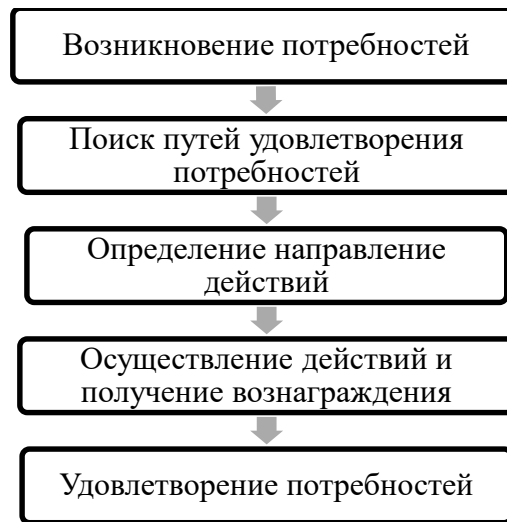 Возникновение потребностей
Поиск путей удовлетворения
потребностей
Определение направление
действий
Осуществление действий и
получение вознаграждения
Удовлетворение потребностей